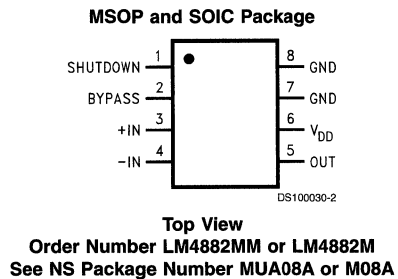 MSOP and SOIC Package
SHUTDOWN 1 8 GND
BYPASS 2 7 GND
+IN 3 6 VDD
−IN 4 5 OUT
DS100030-2
Top View
Order Number LM4882MM or LM4882M
See NS Package Number MUA08A or M08A